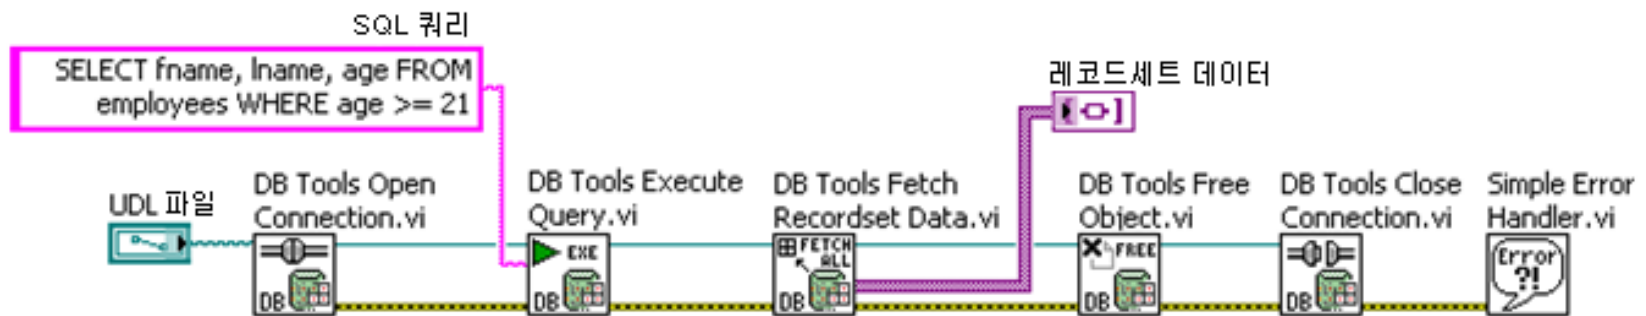 SQL 쿼리
SELECT fname, lname, age FROM
employees WHERE age >= 21
레코드세트 데이터
UDL 파일
DB Tools Open
Connection.vi
DB Tools Execute
Query.vi
DB Tools Fetch
Recordset Data.vi
DB Tools Free
Object.vi
DB Tools Close
Connection.vi
Simple Error
Handler.vi
DB
EXE
DB
FETCH
ALL
DB
FREE
DB
DB
Error
?!